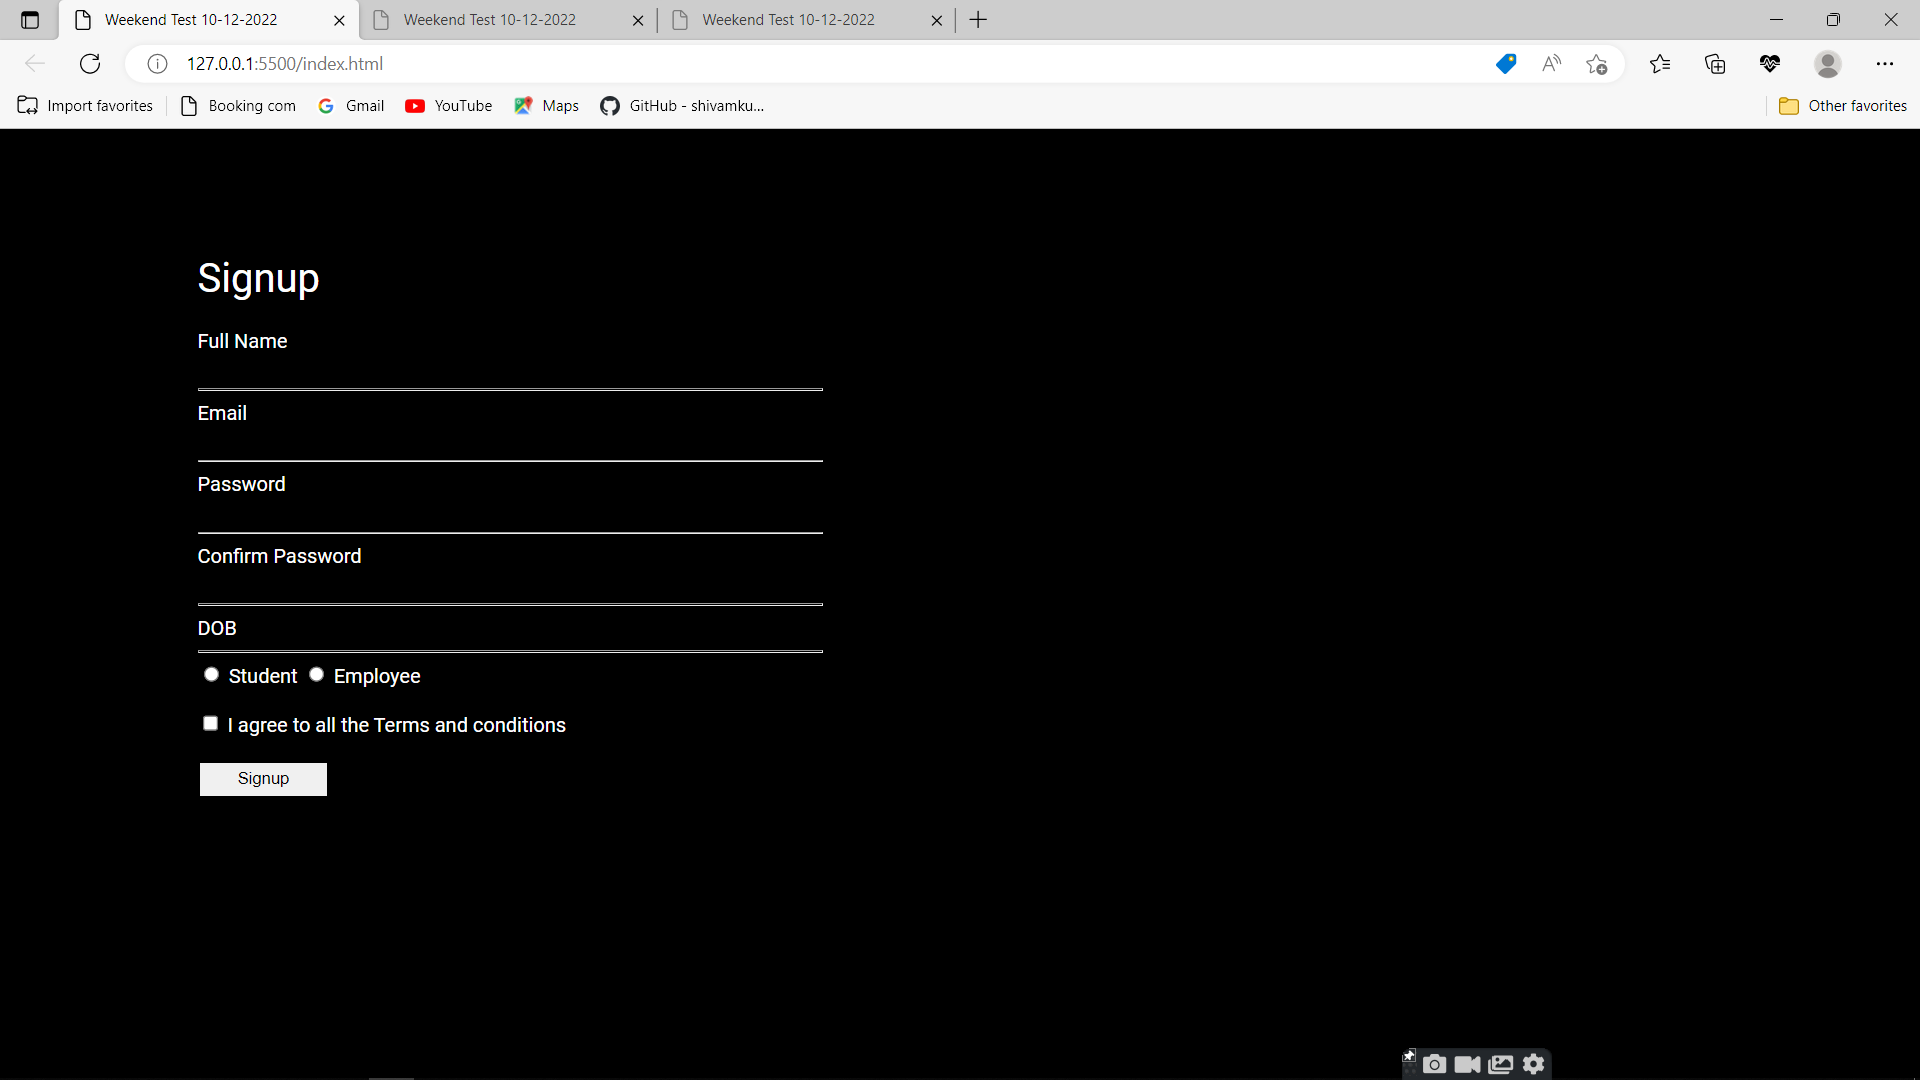 Weekend Test 10-12-2022 Weekend Test 10-12-2022 Weekend Test 10-12-2022
127.0.0.1:5500/index.html
Import favorites Booking com Gmail YouTube Maps GitHub - shivamku... Other favorites
Signup
Full Name
Email
Password
Confirm Password
DOB
Student Employee
I agree to all the Terms and conditions
Signup